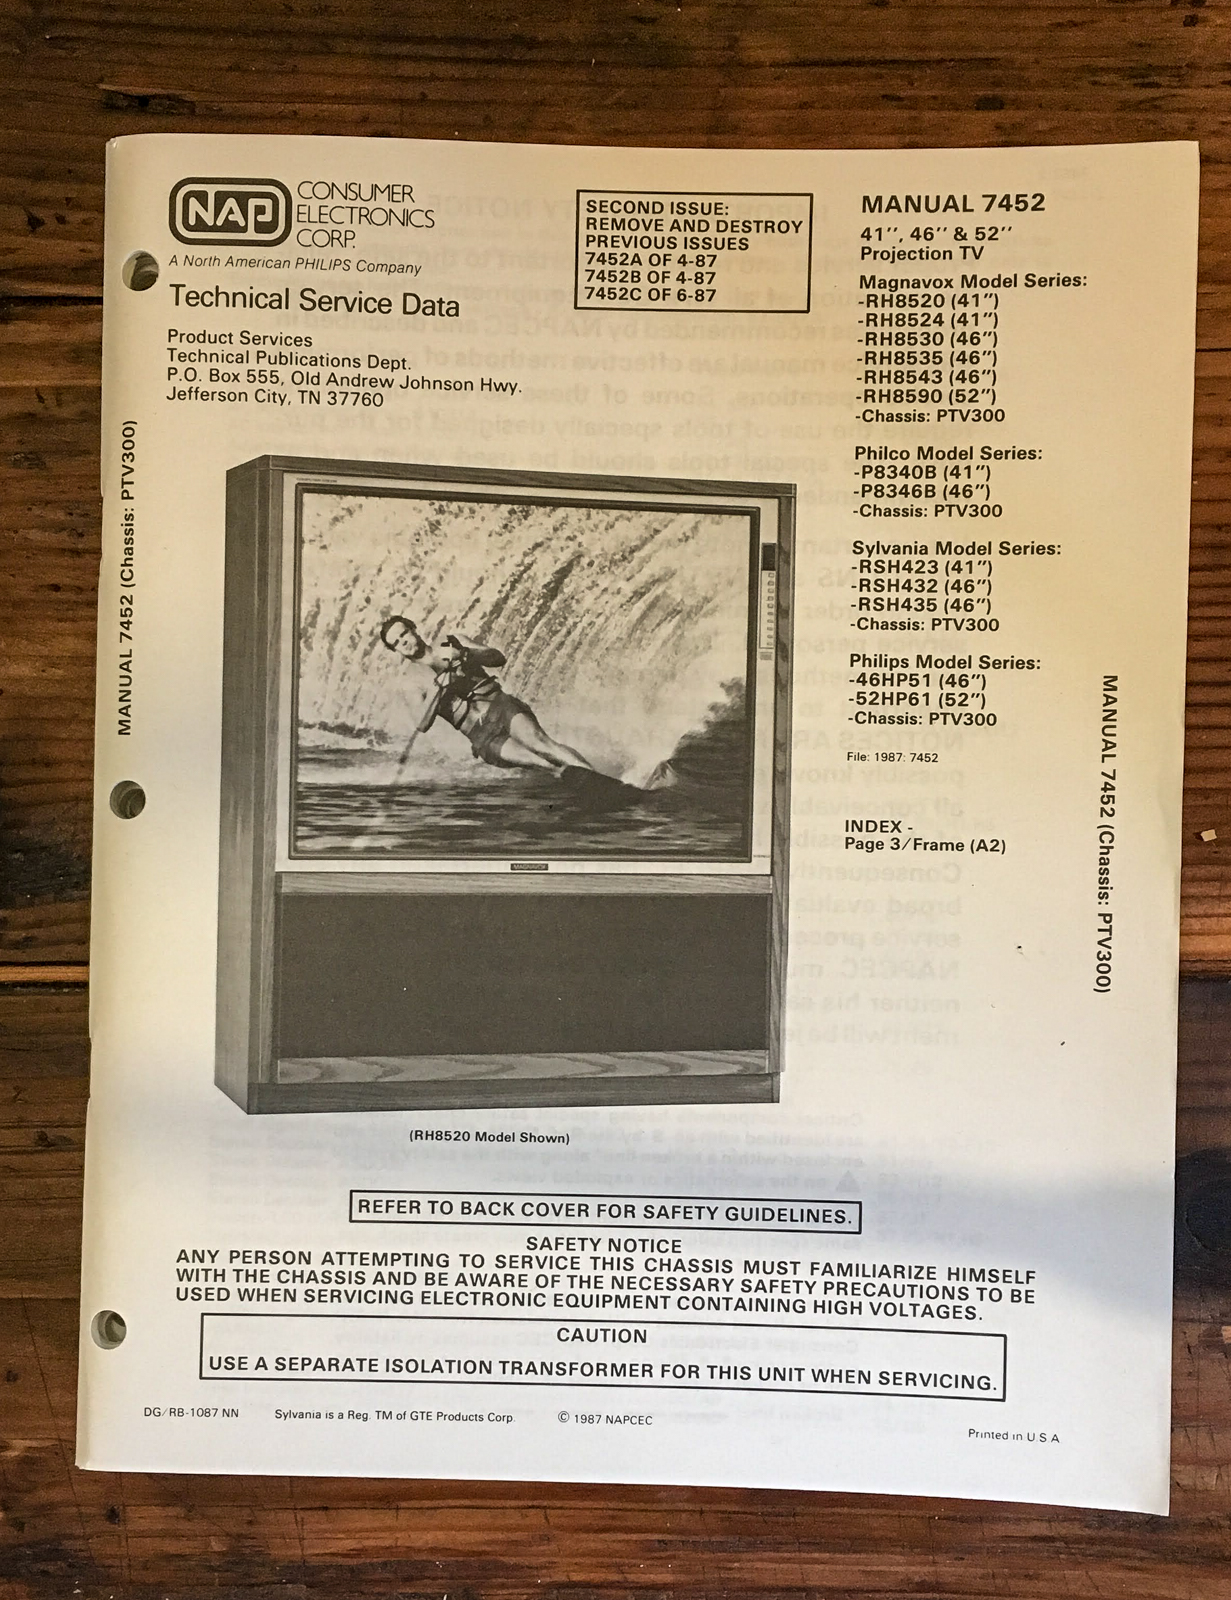 NAP
CONSUMER
ELECTRONICS
CORP.
A North American PHILIPS Company
Technical Service Data
Product Services
Technical Publications Dept.
P.O. Box 555, Old Andrew Johnson Hwy.
Jefferson City, TN 37760
SECOND ISSUE:
REMOVE AND DESTROY
PREVIOUS ISSUES
7452A OF 4-87
7452B OF 4-87
7452C OF 6-87
MANUAL 7452
41", 46" & 52"
Projection TV
Magnavox Model Series:
-RH8520 (41")
-RH8524 (41")
-RH8530 (46")
-RH8535 (46")
-RH8543 (46")
-RH8590 (52")
-Chassis: PTV300
Philco Model Series:
-P8340B (41")
-P8346B (46")
-Chassis: PTV300
Sylvania Model Series:
-RSH423 (41")
-RSH432 (46")
-RSH435 (46")
-Chassis: PTV300
Philips Model Series:
-46HP51 (46")
-52HP61 (52")
-Chassis: PTV300
File: 1987: 7452
INDEX -
Page 3/Frame (A2)
MANUAL 7452 (Chassis: PTV300)
MANUAL 7452 (Chassis: PTV300)
MAGNAVOX
(RH8520 Model Shown)
REFER TO BACK COVER FOR SAFETY GUIDELINES.
SAFETY NOTICE
ANY PERSON ATTEMPTING TO SERVICE THIS CHASSIS MUST FAMILIARIZE HIMSELF
WITH THE CHASSIS AND BE AWARE OF THE NECESSARY SAFETY PRECAUTIONS TO BE
USED WHEN SERVICING ELECTRONIC EQUIPMENT CONTAINING HIGH VOLTAGES.
CAUTION
USE A SEPARATE ISOLATION TRANSFORMER FOR THIS UNIT WHEN SERVICING.
DG/RB-1087 NN
Sylvania is a Reg. TM of GTE Products Corp.
© 1987 NAPCEC
Printed in U.S.A